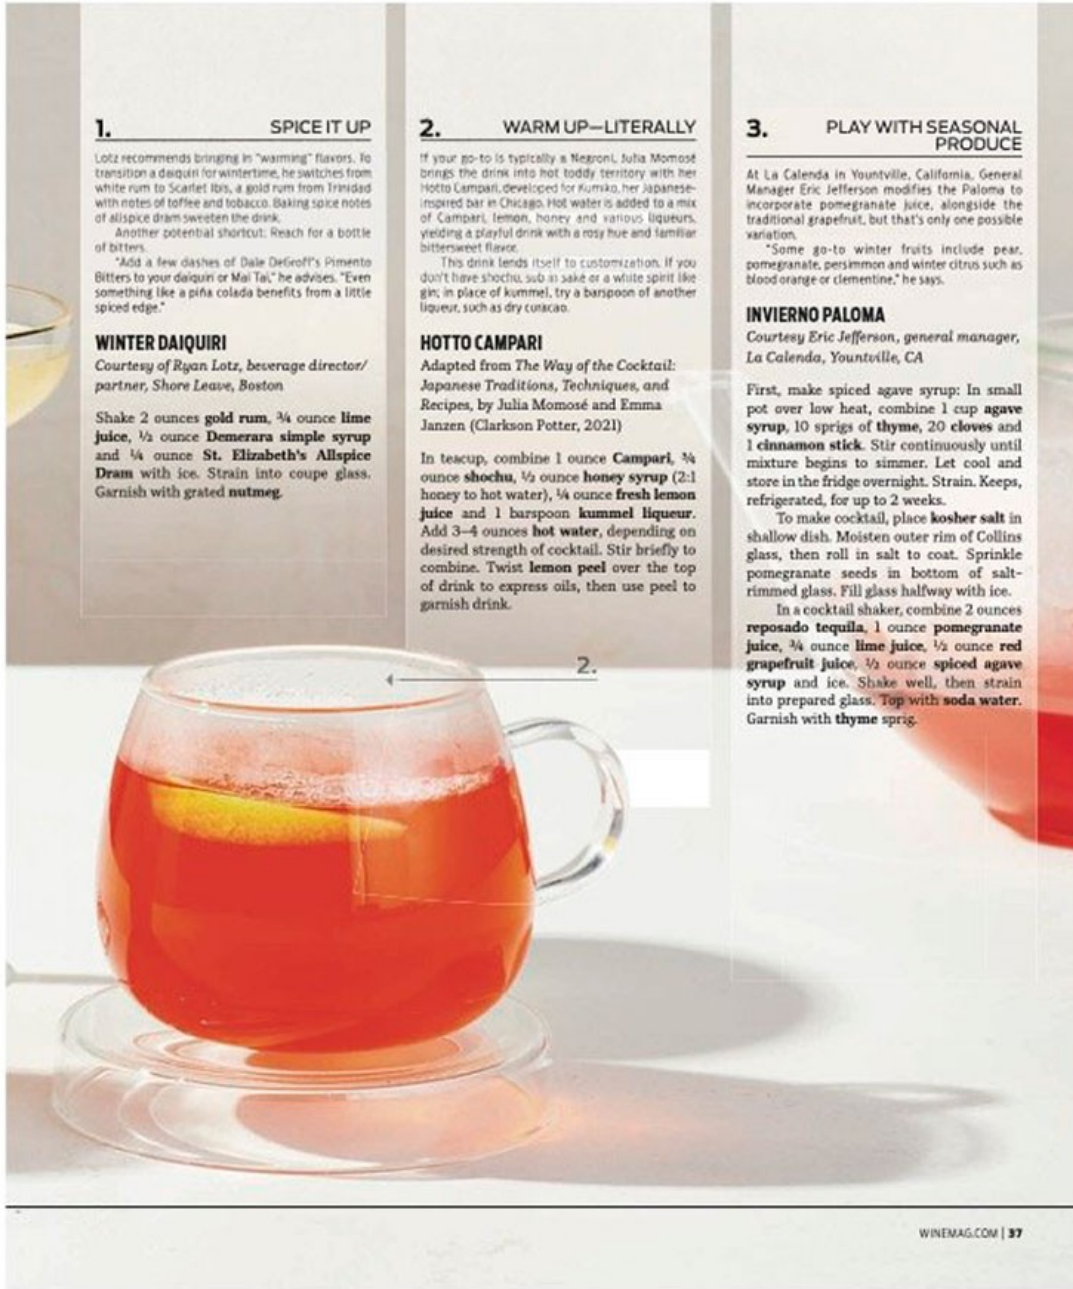 1. SPICE IT UP
Lotz recommends bringing in "warming" flavors. To
transition a daiquiri for wintertime, he switches from
white rum to Scarlet Ibis, a gold rum from Trinidad
with notes of toffee and tobacco. Baking spice notes
of allspice dram sweeten the drink.
Another potential shortcut: Reach for a bottle
of bitters.
"Add a few dashes of Dale DeGroff's Pimento
Bitters to your daiquiri or Mai Tai," he advises. "Even
something like a piña colada benefits from a little
spiced edge."
WINTER DAIQUIRI
Courtesy of Ryan Lotz, beverage director/
partner, Shore Leave, Boston
Shake 2 ounces gold rum, ¾ ounce lime
juice, ½ ounce Demerara simple syrup
and ¼ ounce St. Elizabeth's Allspice
Dram with ice. Strain into coupe glass.
Garnish with grated nutmeg.
2. WARM UP—LITERALLY
If your go-to is typically a Negroni, Julia Momosé
brings the drink into hot toddy territory with her
Hotto Campari, developed for Kumiko, her Japanese-
inspired bar in Chicago. Hot water is added to a mix
of Campari, lemon, honey and various liqueurs,
yielding a playful drink with a rosy hue and familiar
bittersweet flavor.
This drink lends itself to customization. If you
don't have shochu, sub in sake or a white spirit like
gin; in place of kummel, try a barspoon of another
liqueur, such as dry curacao.
HOTTO CAMPARI
Adapted from The Way of the Cocktail:
Japanese Traditions, Techniques, and
Recipes, by Julia Momosé and Emma
Janzen (Clarkson Potter, 2021)
In teacup, combine 1 ounce Campari, ¾
ounce shochu, ½ ounce honey syrup (2:1
honey to hot water), ¼ ounce fresh lemon
juice and 1 barspoon kummel liqueur.
Add 3–4 ounces hot water, depending on
desired strength of cocktail. Stir briefly to
combine. Twist lemon peel over the top
of drink to express oils, then use peel to
garnish drink.
2.
3. PLAY WITH SEASONAL
PRODUCE
At La Calenda in Yountville, California, General
Manager Eric Jefferson modifies the Paloma to
incorporate pomegranate juice, alongside the
traditional grapefruit, but that's only one possible
variation.
"Some go-to winter fruits include pear,
pomegranate, persimmon and winter citrus such as
blood orange or clementine," he says.
INVIERNO PALOMA
Courtesy Eric Jefferson, general manager,
La Calenda, Yountville, CA
First, make spiced agave syrup: In small
pot over low heat, combine 1 cup agave
syrup, 10 sprigs of thyme, 20 cloves and
1 cinnamon stick. Stir continuously until
mixture begins to simmer. Let cool and
store in the fridge overnight. Strain. Keeps,
refrigerated, for up to 2 weeks.
To make cocktail, place kosher salt in
shallow dish. Moisten outer rim of Collins
glass, then roll in salt to coat. Sprinkle
pomegranate seeds in bottom of salt-
rimmed glass. Fill glass halfway with ice.
In a cocktail shaker, combine 2 ounces
reposado tequila, 1 ounce pomegranate
juice, ¾ ounce lime juice, ½ ounce red
grapefruit juice, ½ ounce spiced agave
syrup and ice. Shake well, then strain
into prepared glass. Top with soda water.
Garnish with thyme sprig.
WINEMAG.COM | 37